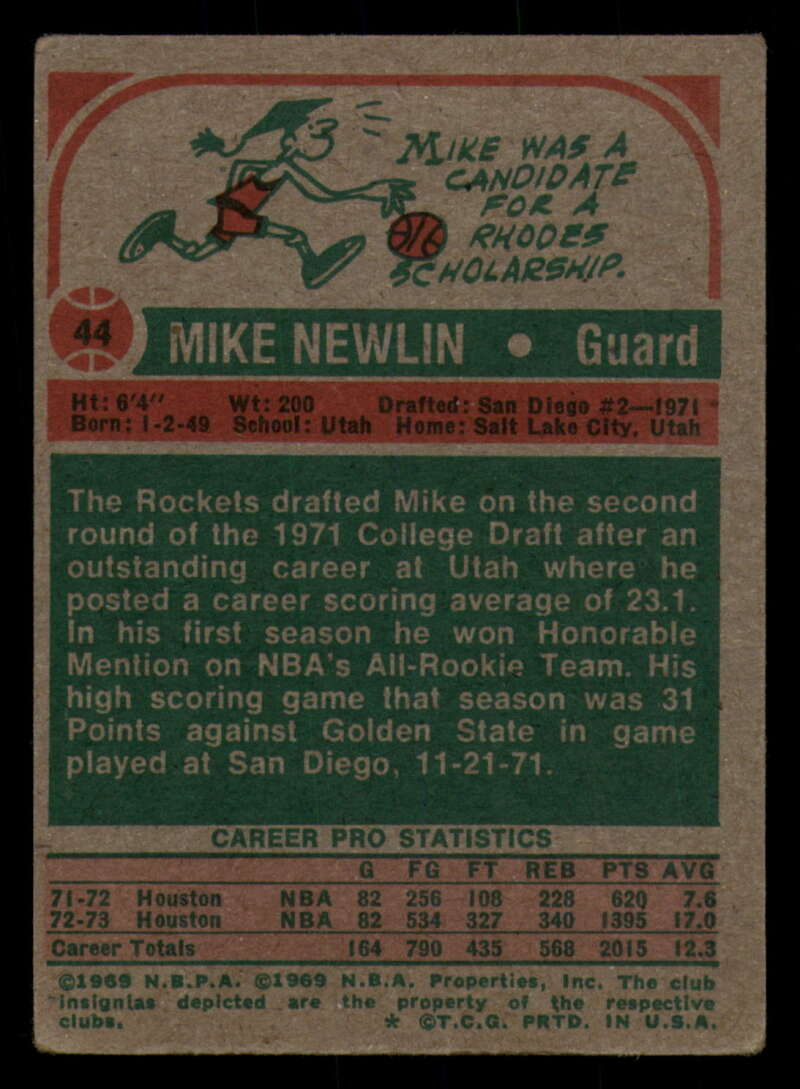 MIKE WAS A
CANDIDATE
FOR A
RHODES
SCHOLARSHIP.
44
MIKE NEWLIN • Guard
Ht: 6'4" Wt: 200 Drafted: San Diego #2—1971
Born: 1-2-49 School: Utah Home: Salt Lake City, Utah
The Rockets drafted Mike on the second
round of the 1971 College Draft after an
outstanding career at Utah where he
posted a career scoring average of 23.1.
In his first season he won Honorable
Mention on NBA's All-Rookie Team. His
high scoring game that season was 31
Points against Golden State in game
played at San Diego, 11-21-71.
CAREER PRO STATISTICS
G FG FT REB PTS AVG
71-72 Houston NBA 82 256 108 228 620 7.6
72-73 Houston NBA 82 534 327 340 1395 17.0
Career Totals 164 790 435 568 2015 12.3
©1969 N.B.P.A. ©1969 N.B.A. Properties, Inc. The club
insignias depicted are the property of the respective
clubs. * ©T.C.G. PRTD. IN U.S.A.